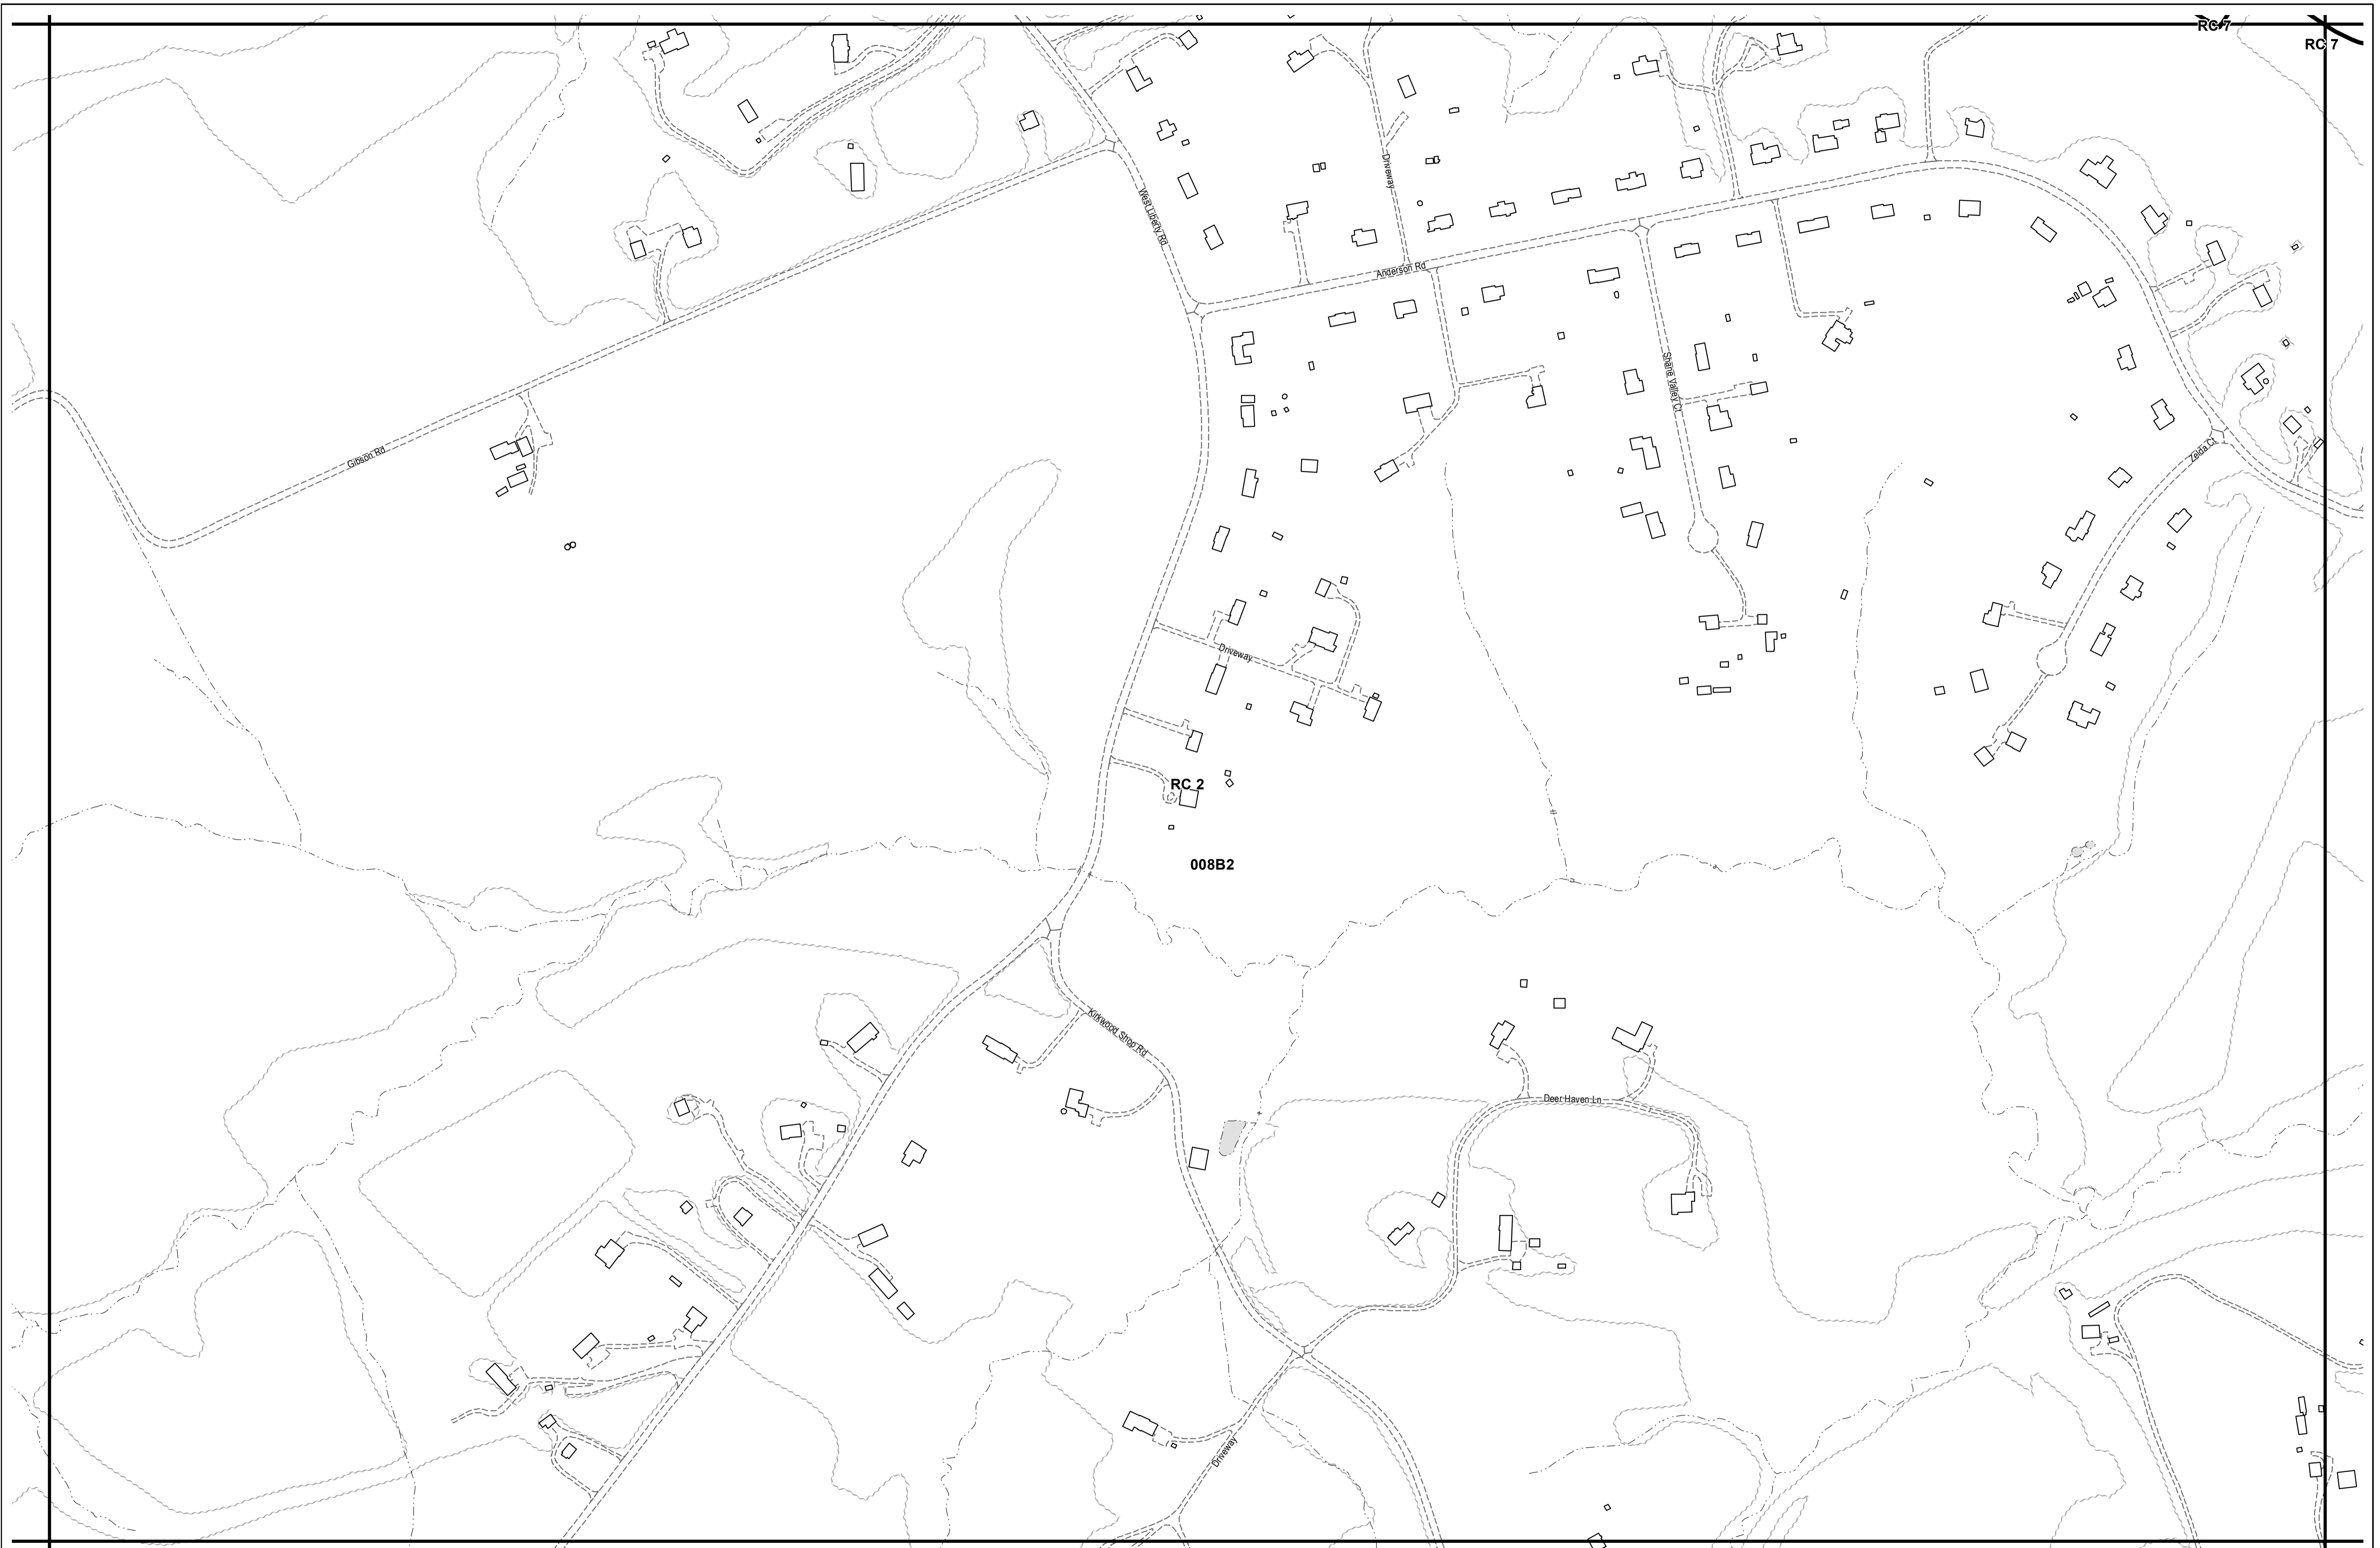 RC 7
RC 7
Driveway
West Liberty Rd
Anderson Rd
Shane Valley Ct
Gibson Rd
Zelda Ct
Driveway
RC 2
008B2
Kirkwood Shop Rd
Deer Haven Ln
Driveway